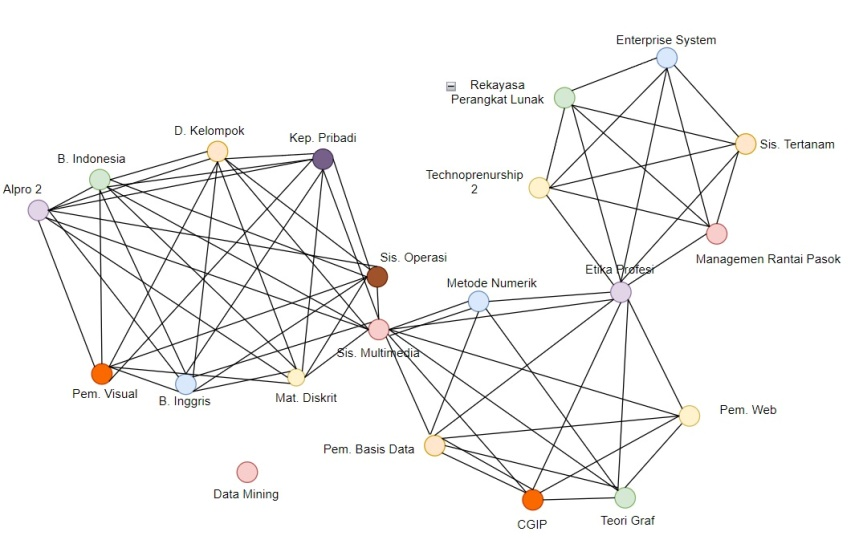 Enterprise System
Rekayasa
Perangkat Lunak
D. Kelompok
Kep. Pribadi
B. Indonesia
Sis. Tertanam
Technoprenurship
2
Alpro 2
Sis. Operasi
Managemen Rantai Pasok
Etika Profesi
Metode Numerik
Sis. Multimedia
Pem. Visual
B. Inggris
Mat. Diskrit
Pem. Web
Pem. Basis Data
Data Mining
CGIP
Teori Graf